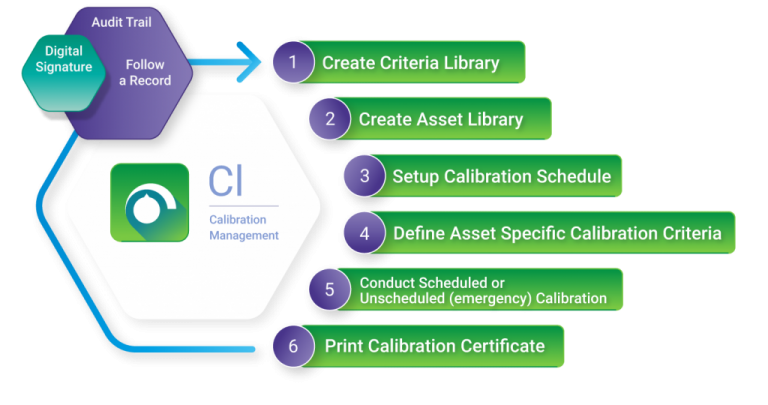 Audit Trail
Digital
Signature
Follow
a Record
1 Create Criteria Library
2 Create Asset Library
3 Setup Calibration Schedule
4 Define Asset Specific Calibration Criteria
5 Conduct Scheduled or
Unscheduled (emergency) Calibration
6 Print Calibration Certificate
Cl
Calibration
Management